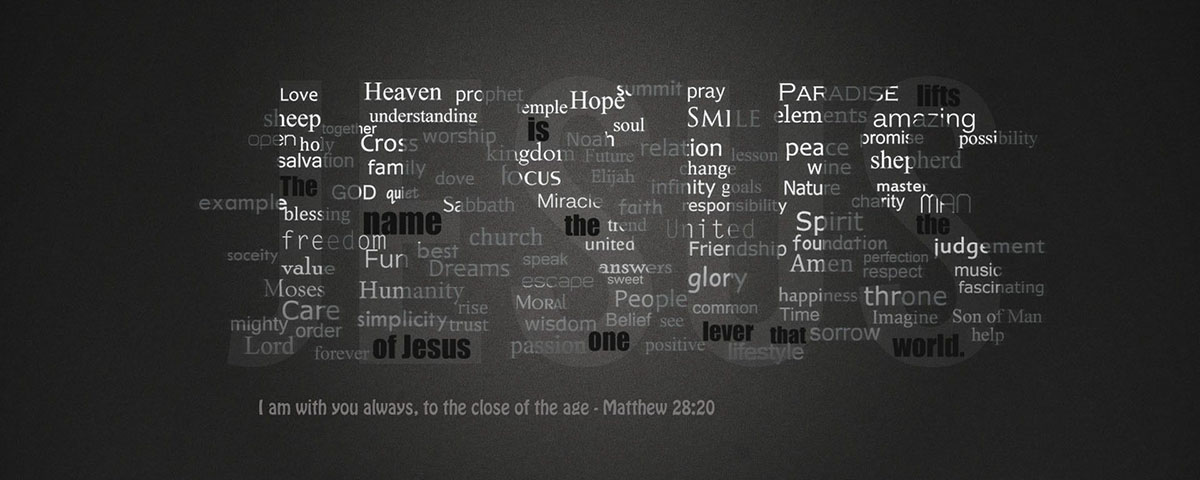 Love Heaven prophet temple Hope summit pray PARADISE lifts
sheep understanding is soul SMILE elements amazing
open holy together Cross worship Noah relation lesson peace promise possibility
salvation family kingdom Future change wine shepherd
The GOD quiet dove focus Elijah infinity goals Nature master
example blessing name Sabbath Miracle faith responsibility charity MAN
freedom church the trend United Spirit the
soceity Fun best speak united Friendship foundation judgement
value Dreams escape answers sweet glory Amen perfection respect music
Moses Humanity Moral People happiness throne fascinating
Care simplicity rise common Time Imagine Son of Man
mighty order trust wisdom Belief see lever that sorrow help
Lord forever of Jesus passion one positive lifestyle world.
I am with you always, to the close of the age - Matthew 28:20